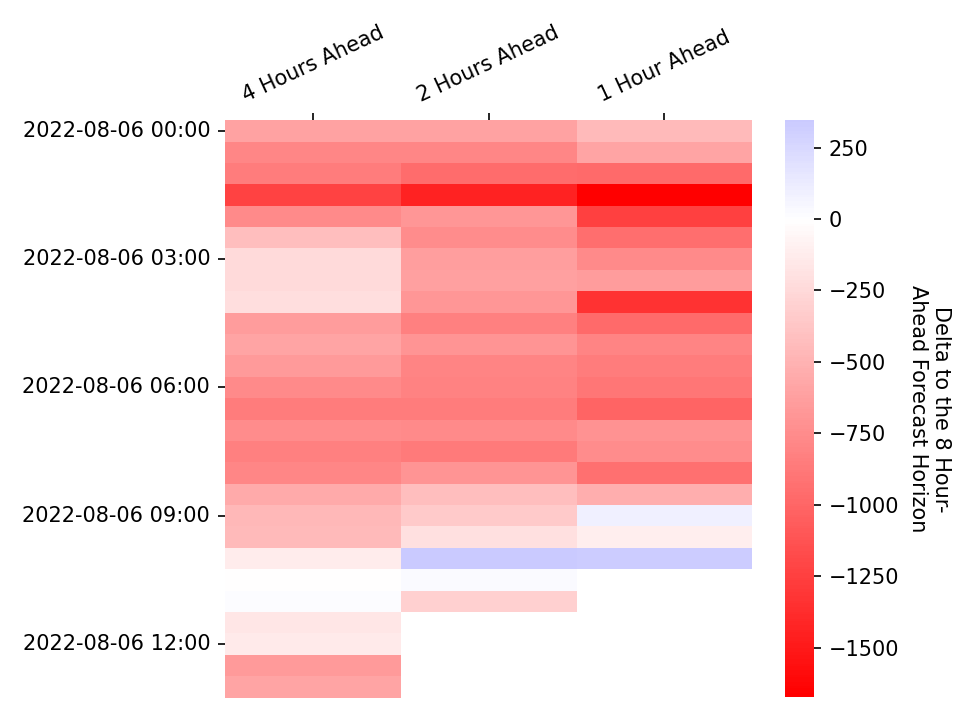 4 Hours Ahead
2 Hours Ahead
1 Hour Ahead
2022-08-06 00:00
2022-08-06 03:00
2022-08-06 06:00
2022-08-06 09:00
2022-08-06 12:00
250
0
−250
−500
−750
−1000
−1250
−1500
Delta to the 8 Hour-
Ahead Forecast Horizon